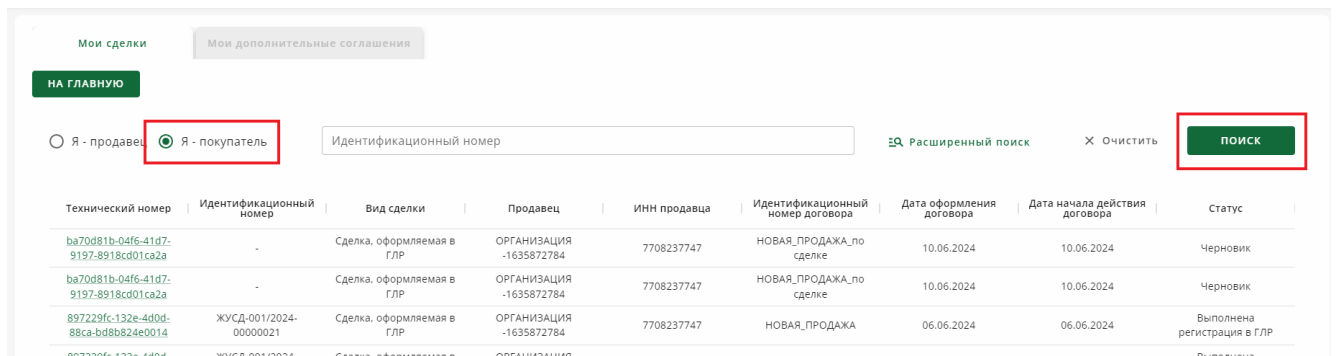 Мои сделки Мои дополнительные соглашения
НА ГЛАВНУЮ
Я - продавец Я - покупатель Идентификационный номер Расширенный поиск Очистить ПОИСК
Технический номер Идентификационный номер Вид сделки Продавец ИНН продавца Идентификационный номер договора Дата оформления договора Дата начала действия договора Статус
ba70d81b-04f6-41d7-9197-8918cd01ca2a - Сделка, оформляемая в ГЛР ОРГАНИЗАЦИЯ -1635872784 7708237747 НОВАЯ_ПРОДАЖА_по сделке 10.06.2024 10.06.2024 Черновик
ba70d81b-04f6-41d7-9197-8918cd01ca2a - Сделка, оформляемая в ГЛР ОРГАНИЗАЦИЯ -1635872784 7708237747 НОВАЯ_ПРОДАЖА_по сделке 10.06.2024 10.06.2024 Черновик
897229fc-132e-4d0d-88ca-bd8b824e0014 ЖУСД-001/2024-00000021 Сделка, оформляемая в ГЛР ОРГАНИЗАЦИЯ -1635872784 7708237747 НОВАЯ_ПРОДАЖА 06.06.2024 06.06.2024 Выполнена регистрация в ГЛР